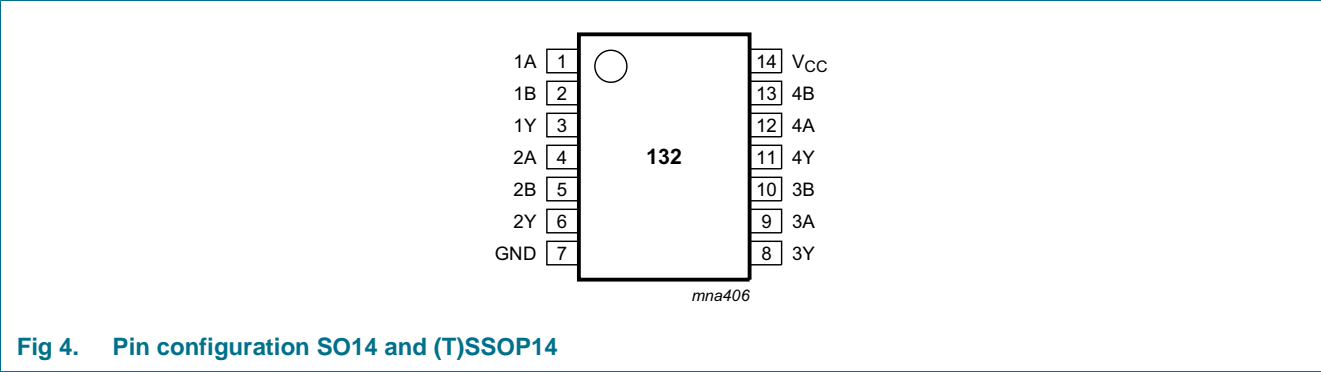 1A 1 14 VCC
1B 2 13 4B
1Y 3 12 4A
2A 4 132 11 4Y
2B 5 10 3B
2Y 6 9 3A
GND 7 8 3Y
mna406
Fig 4. Pin configuration SO14 and (T)SSOP14